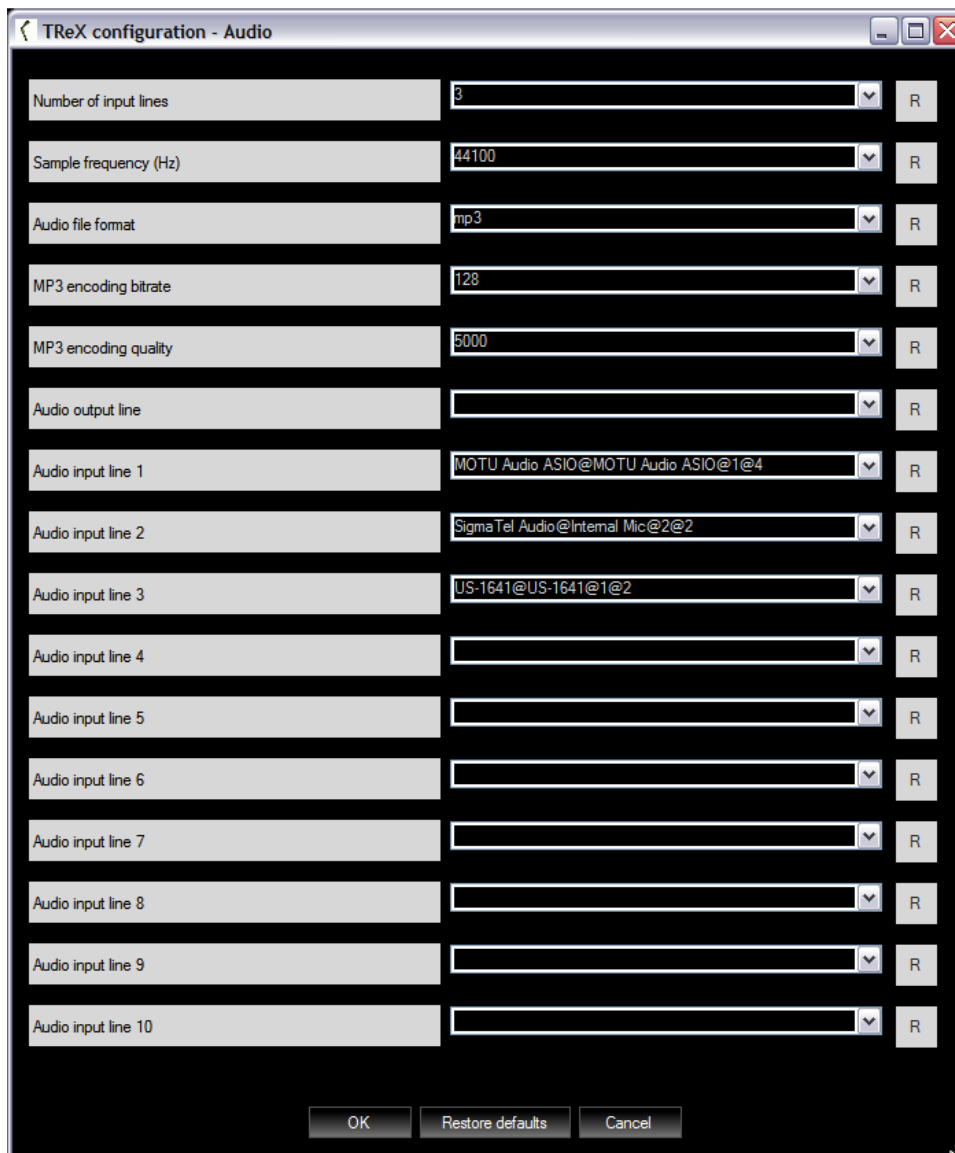 TReX configuration - Audio
Number of input lines 3 R
Sample frequency (Hz) 44100 R
Audio file format mp3 R
MP3 encoding bitrate 128 R
MP3 encoding quality 5000 R
Audio output line R
Audio input line 1 MOTU Audio ASIO@MOTU Audio ASIO@1@4 R
Audio input line 2 SigmaTel Audio@Internal Mic@2@2 R
Audio input line 3 US-1641@US-1641@1@2 R
Audio input line 4 R
Audio input line 5 R
Audio input line 6 R
Audio input line 7 R
Audio input line 8 R
Audio input line 9 R
Audio input line 10 R
OK Restore defaults Cancel